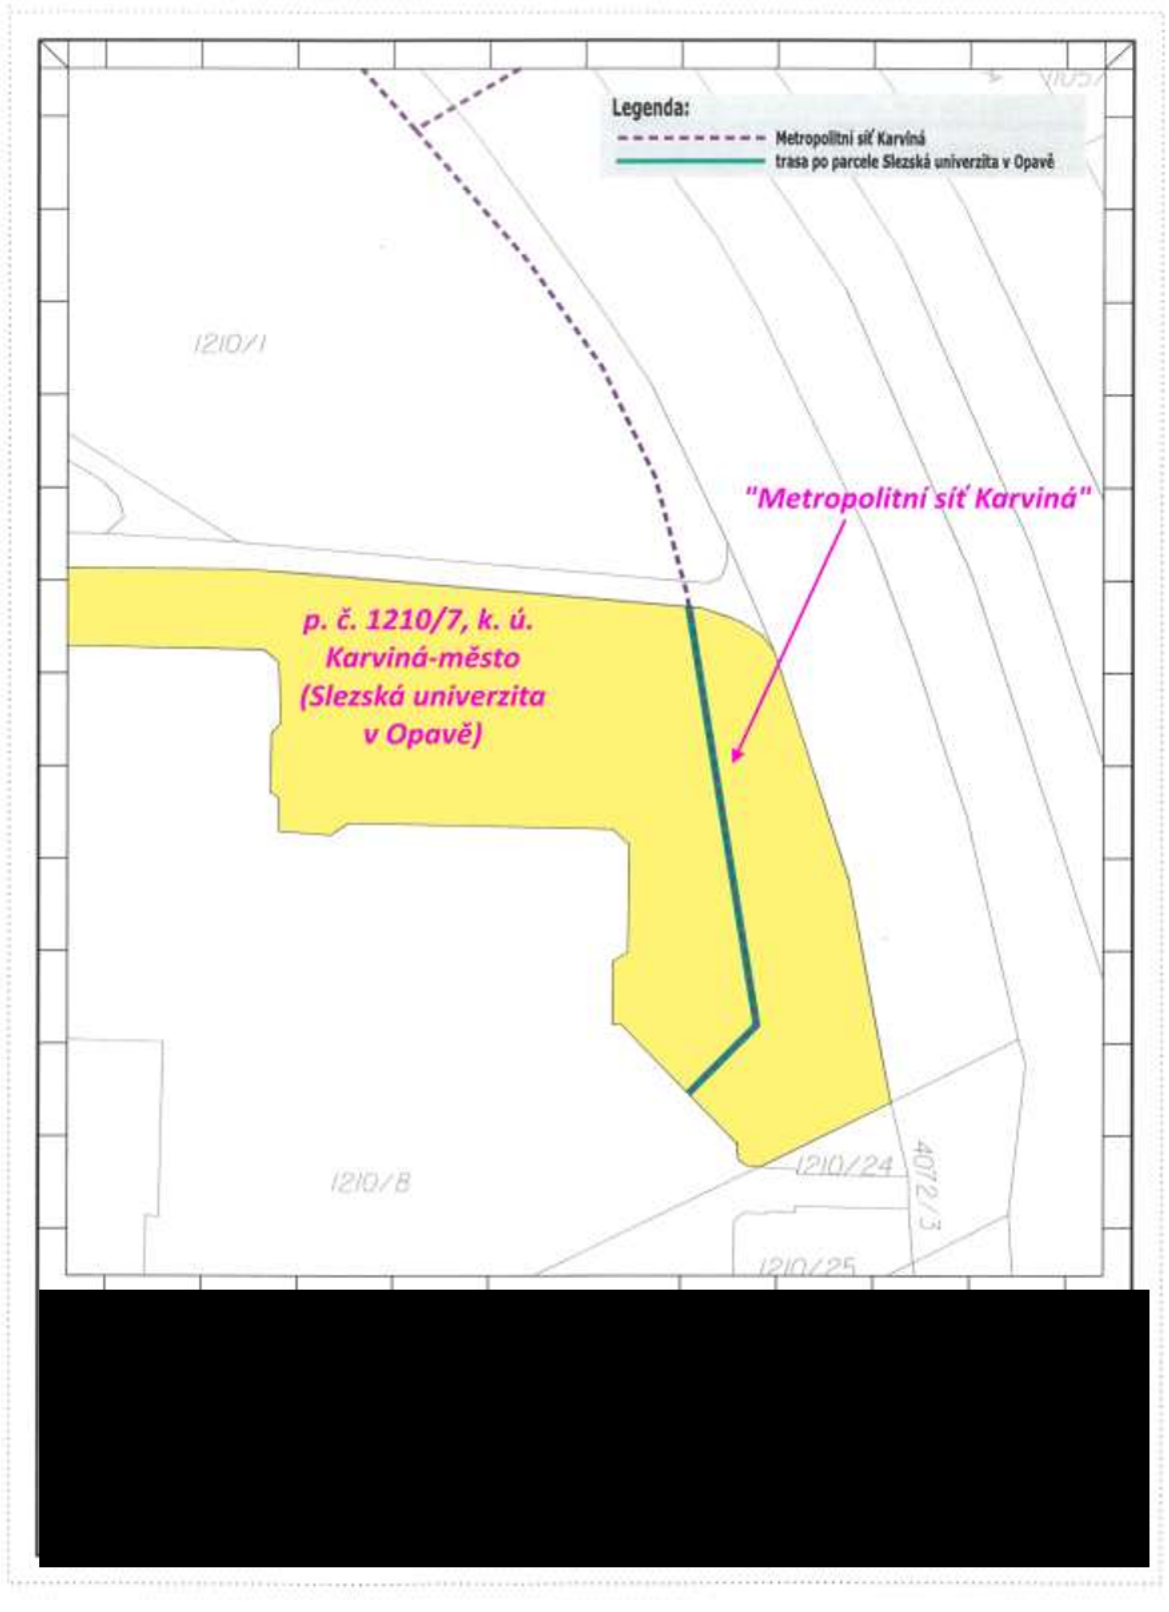 Legenda:
Metropolitní síť Karviná
trasa po parcele Slezská univerzita v Opavě
1210/1
"Metropolitní síť Karviná"
p. č. 1210/7, k. ú.
Karviná-město
(Slezská univerzita
v Opavě)
1210/8
1210/24
4072/3
1210/25